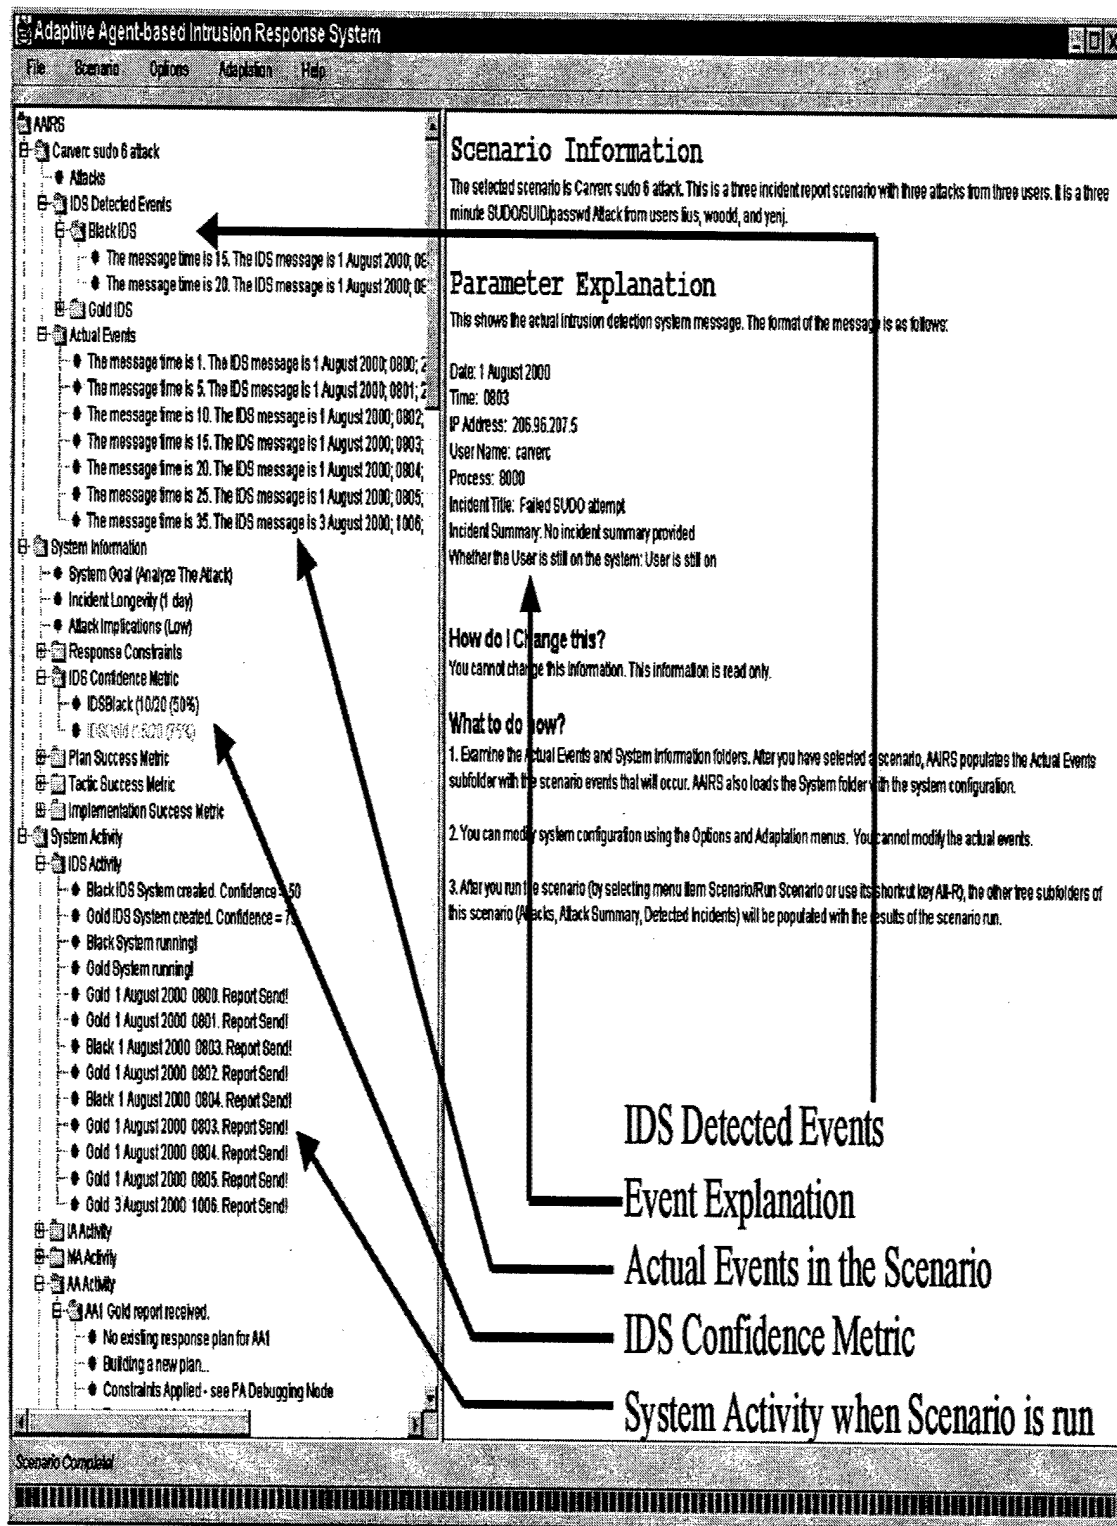 Adaptive Agent-based Intrusion Response System
File Scenario Options Adaptation Help
AAIRS
Carverc sudo 6 attack
Attacks
IDS Detected Events
Black IDS
The message time is 15. The IDS message is 1 August 2000; 08
The message time is 20. The IDS message is 1 August 2000; 08
Gold IDS
Actual Events
The message time is 1. The IDS message is 1 August 2000; 0800; 2
The message time is 5. The IDS message is 1 August 2000; 0801; 2
The message time is 10. The IDS message is 1 August 2000; 0802;
The message time is 15. The IDS message is 1 August 2000; 0803;
The message time is 20. The IDS message is 1 August 2000; 0804;
The message time is 25. The IDS message is 1 August 2000; 0805;
The message time is 35. The IDS message is 3 August 2000; 1006;
System Information
System Goal (Analyze The Attack)
Incident Longevity (1 day)
Attack Implications (Low)
Response Constraints
IDS Confidence Metric
IDSBlack (10/20 (50%)
IDSGold (15/20 (75%)
Plan Success Metric
Tactic Success Metric
Implementation Success Metric
System Activity
IDS Activity
Black IDS System created. Confidence = 50
Gold IDS System created. Confidence = 7
Black System running!
Gold System running!
Gold 1 August 2000 0800. Report Send!
Gold 1 August 2000 0801. Report Send!
Black 1 August 2000 0803. Report Send!
Gold 1 August 2000 0802. Report Send!
Black 1 August 2000 0804. Report Send!
Gold 1 August 2000 0803. Report Send!
Gold 1 August 2000 0804. Report Send!
Gold 1 August 2000 0805. Report Send!
Gold 3 August 2000 1006. Report Send!
IA Activity
MA Activity
AA Activity
AA1 Gold report received.
No existing response plan for AA1
Building a new plan...
Constraints Applied - see PA Debugging Node
Scenario Information
The selected scenario is Carverc sudo 6 attack. This is a three incident report scenario with three attacks from three users. It is a three
minute SUDO/SUID/passwd Attack from users lius, woodd, and yenj.
Parameter Explanation
This shows the actual intrusion detection system message. The format of the message is as follows:
Date: 1 August 2000
Time: 0803
IP Address: 206.96.207.5
User Name: carverc
Process: 8000
Incident Title: Failed SUDO attempt
Incident Summary: No incident summary provided
Whether the User is still on the system: User is still on
How do I Change this?
You cannot change this information. This information is read only.
What to do now?
1. Examine the Actual Events and System Information folders. After you have selected a scenario, AAIRS populates the Actual Events
subfolder with the scenario events that will occur. AAIRS also loads the System folder with the system configuration.
2. You can modify system configuration using the Options and Adaptation menus. You cannot modify the actual events.
3. After you run the scenario (by selecting menu item Scenario/Run Scenario or use its shortcut key Alt-R), the other tree subfolders of
this scenario (Attacks, Attack Summary, Detected Incidents) will be populated with the results of the scenario run.
IDS Detected Events
Event Explanation
Actual Events in the Scenario
IDS Confidence Metric
System Activity when Scenario is run
Scenario Complete!